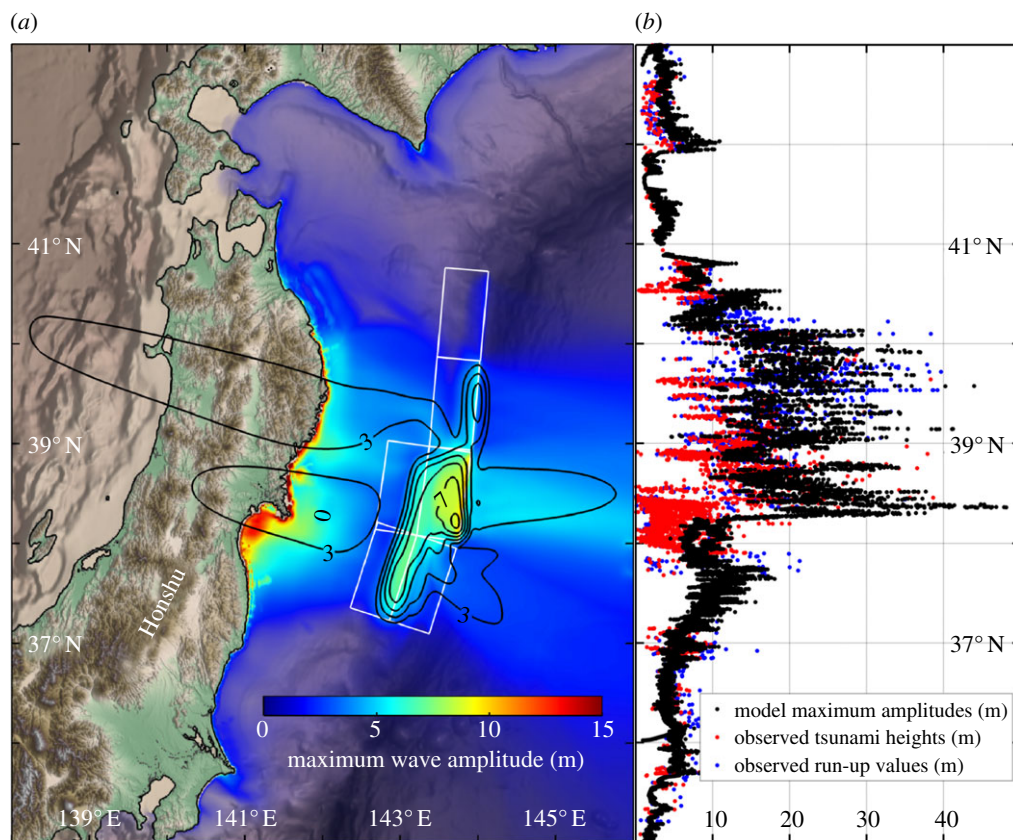 (a)
(b)
41° N
39° N
37° N
3
0
3
7
3
Honshu
0 5 10 15
maximum wave amplitude (m)
139° E 141° E 143° E 145° E
41° N
39° N
37° N
model maximum amplitudes (m)
observed tsunami heights (m)
observed run-up values (m)
10 20 30 40